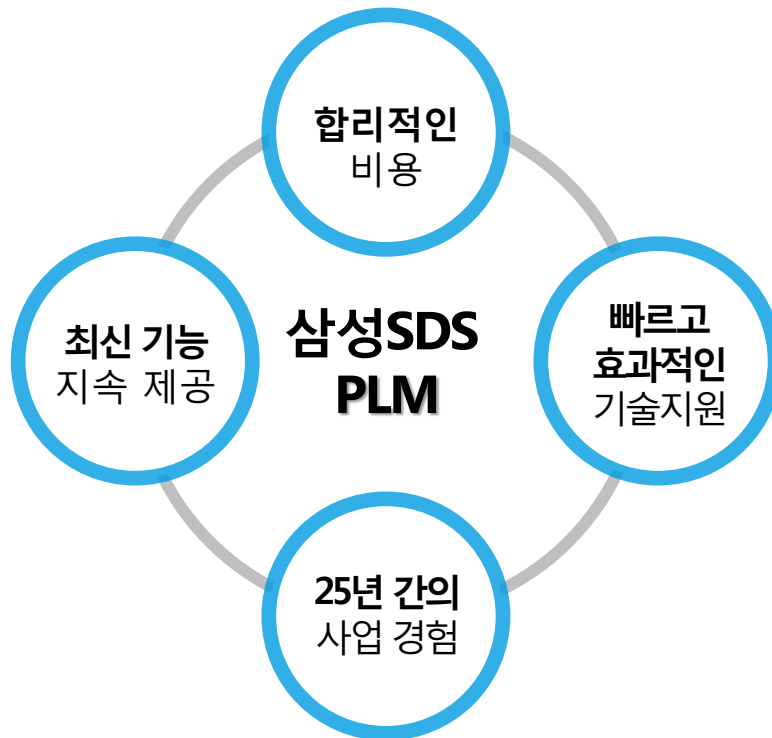 합리적인
비용
최신 기능
지속 제공
삼성SDS
PLM
빠르고
효과적인
기술지원
25년 간의
사업 경험